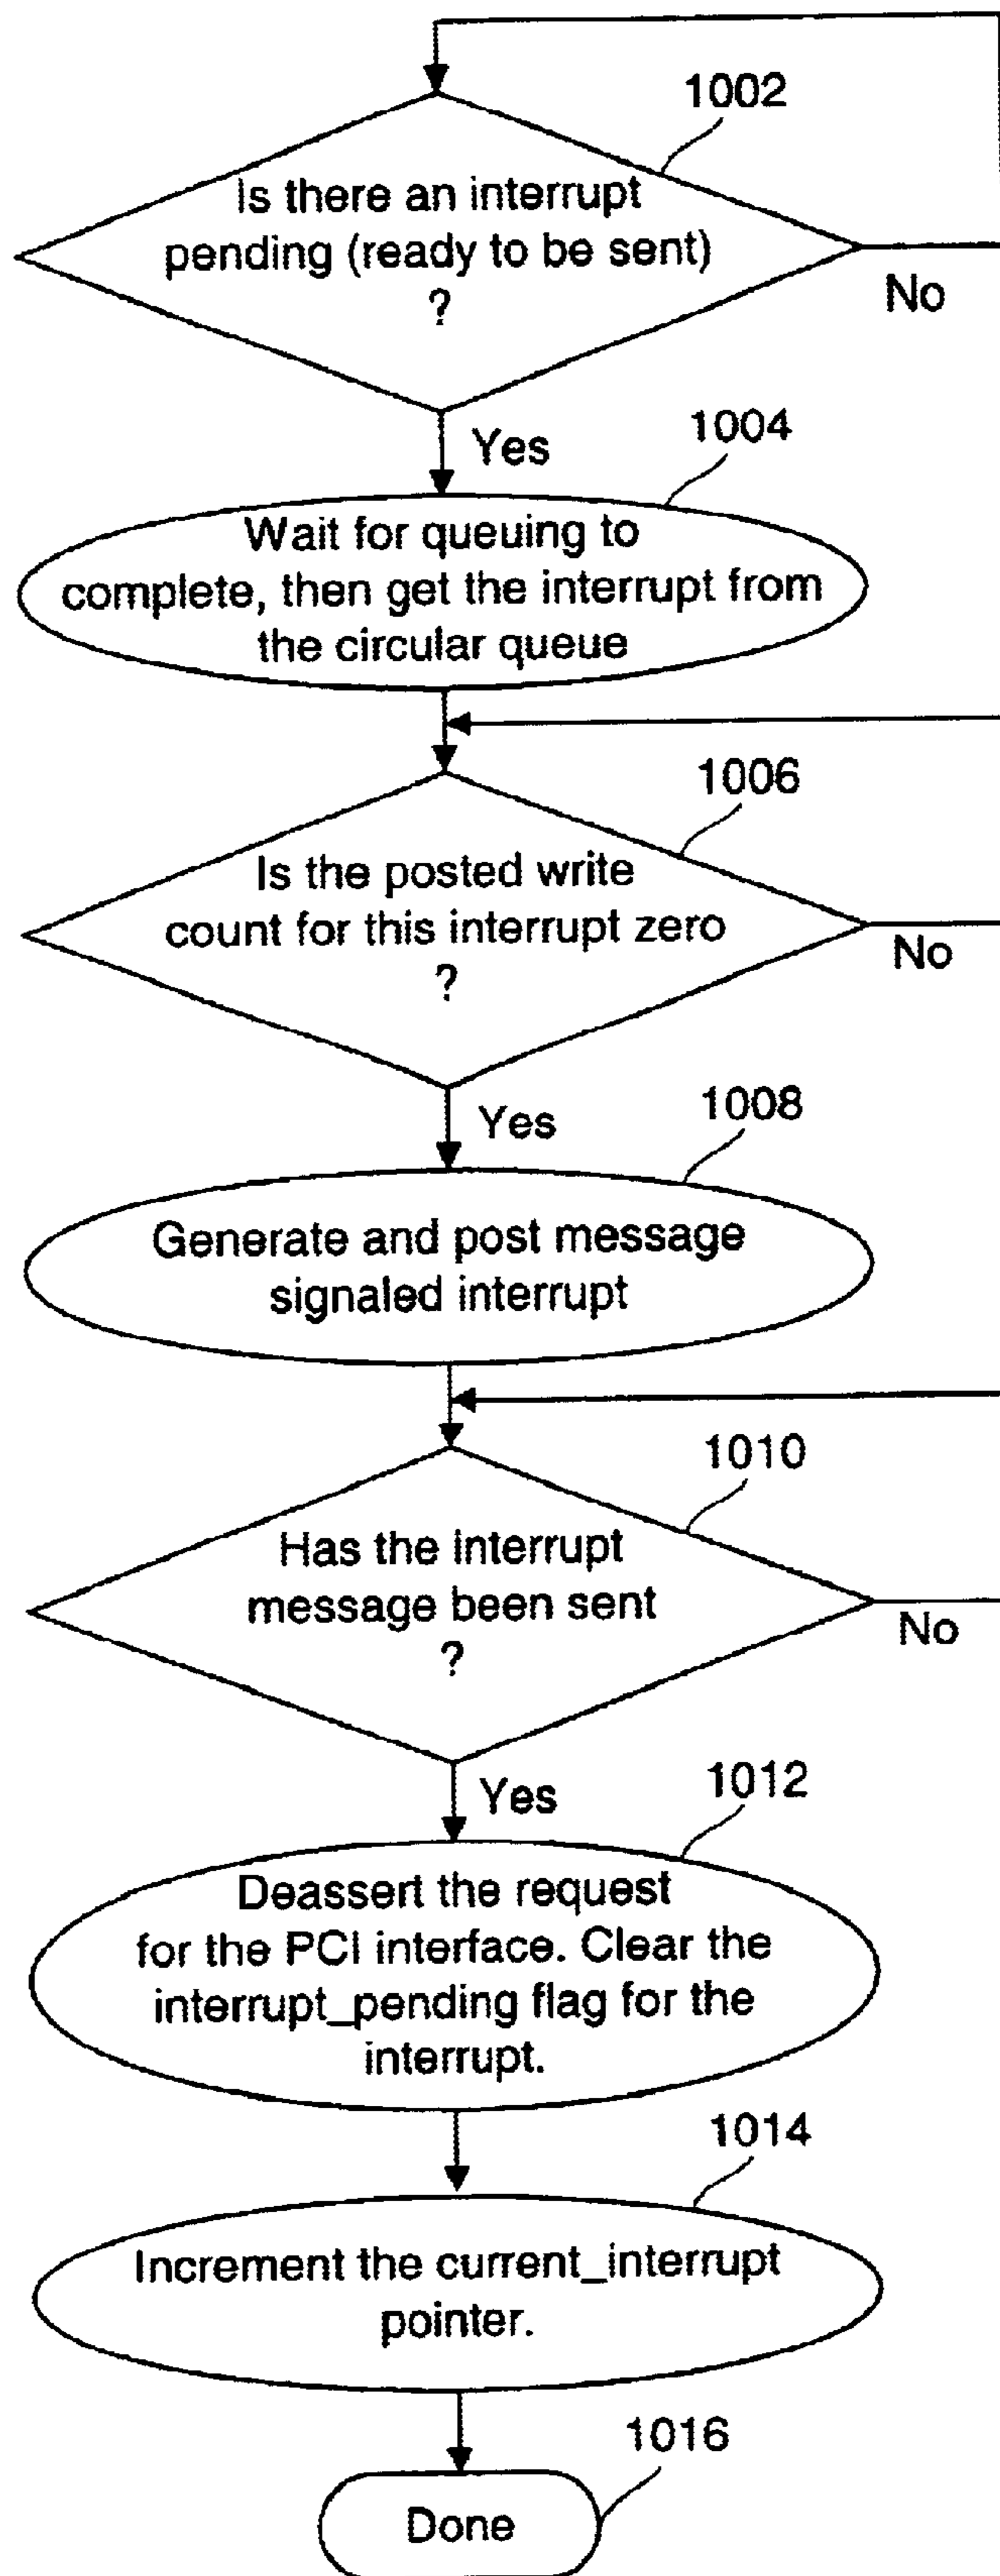 1002
Is there an interrupt
pending (ready to be sent)
?
No
Yes
1004
Wait for queuing to
complete, then get the interrupt from
the circular queue
1006
Is the posted write
count for this interrupt zero
?
No
Yes
1008
Generate and post message
signaled interrupt
1010
Has the interrupt
message been sent
?
No
Yes
1012
Deassert the request
for the PCI interface. Clear the
interrupt_pending flag for the
interrupt.
1014
Increment the current_interrupt
pointer.
1016
Done